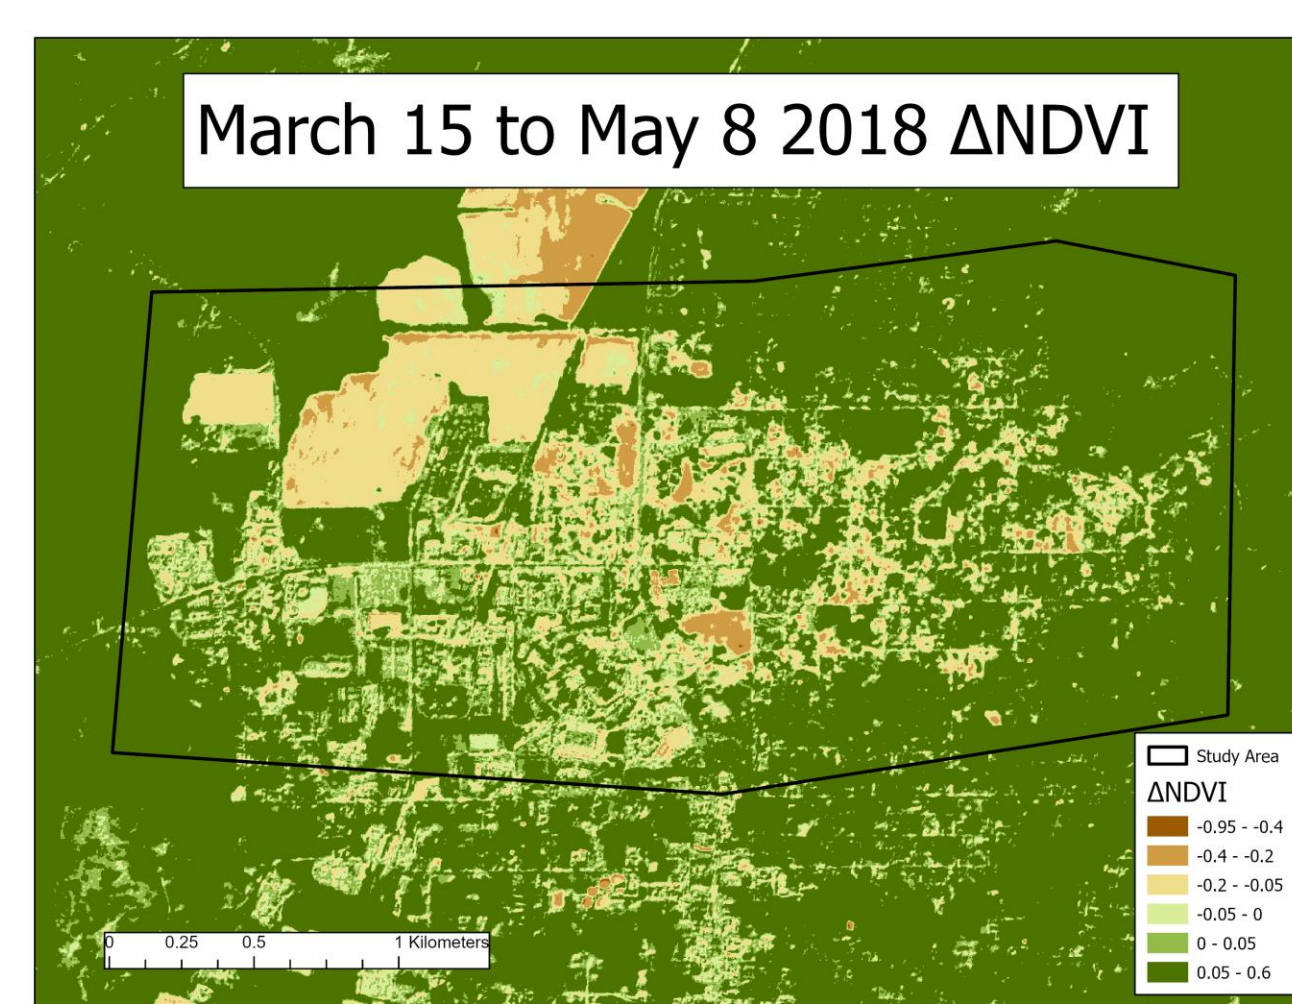 March 15 to May 8 2018 ΔNDVI
Study Area
ΔNDVI
-0.95 - -0.4
-0.4 - -0.2
-0.2 - -0.05
-0.05 - 0
0 - 0.05
0.05 - 0.6
0 0.25 0.5 1 Kilometers